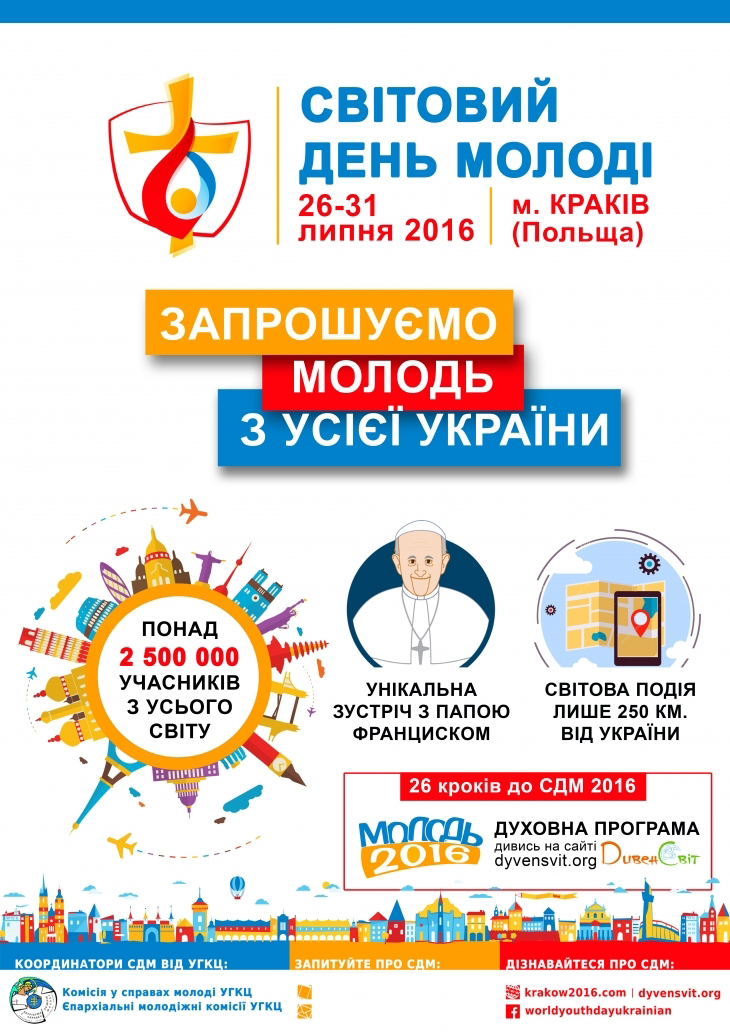 СВІТОВИЙ
ДЕНЬ МОЛОДІ
26-31
липня 2016
м. КРАКІВ
(Польща)
ЗАПРОШУЄМО
МОЛОДЬ
З УСІЄЇ УКРАЇНИ
ПОНАД
2 500 000
УЧАСНИКІВ
З УСЬОГО
СВІТУ
УНІКАЛЬНА
ЗУСТРІЧ З ПАПОЮ
ФРАНЦИСКОМ
СВІТОВА ПОДІЯ
ЛИШЕ 250 КМ.
ВІД УКРАЇНИ
26 кроків до СДМ 2016
МОЛОДЬ
2016
ДУХОВНА ПРОГРАМА
дивись на сайті
dyvensvit.org ДивенСвіт
КООРДИНАТОРИ СДМ ВІД УГКЦ:
Комісія у справах молоді УГКЦ
Єпархіальні молодіжні комісії УГКЦ
ЗАПИТУЙТЕ ПРО СДМ:
ДІЗНАВАЙТЕСЯ ПРО СДМ:
krakow2016.com | dyvensvit.org
worldyouthdayukrainian